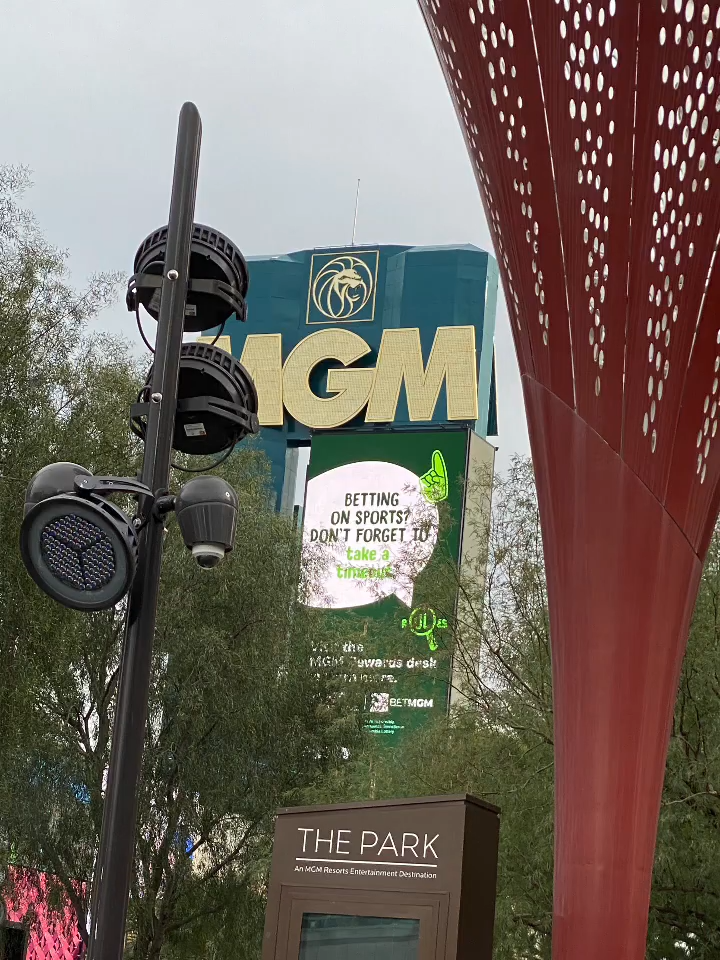 MGM
BETTING
ON SPORTS?
DON'T FORGET TO
take a
timeout.
Visit the
MGM Rewards desk
BETMGM
THE PARK
An MGM Resorts Entertainment Destination